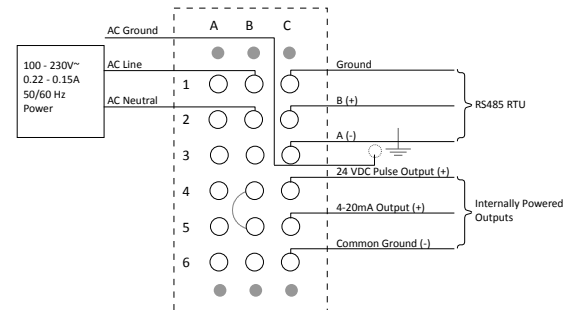 A B C
AC Ground
100 - 230V~
0.22 - 0.15A
50/60 Hz
Power
AC Line
AC Neutral
1
2
3
4
5
6
Ground
B (+)
A (-)
RS485 RTU
24 VDC Pulse Output (+)
4-20mA Output (+)
Common Ground (-)
Internally Powered
Outputs